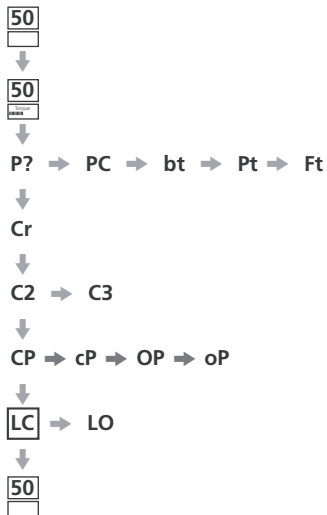 50
50
Torque
P? PC bt Pt Ft
Cr
C2 C3
CP cP OP oP
LC LO
50